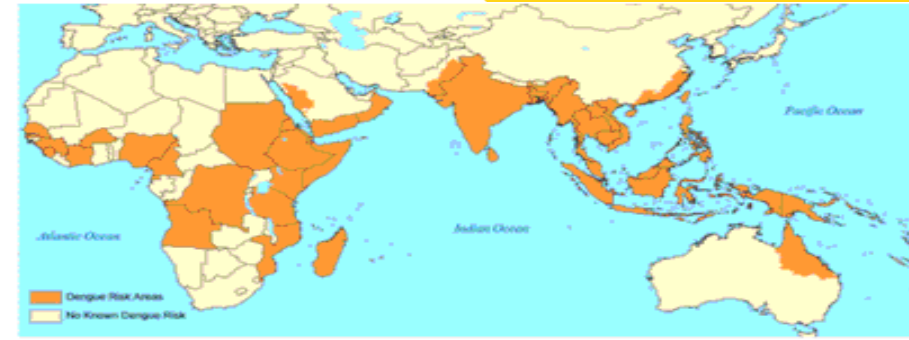 Pacific Ocean
Atlantic Ocean
Indian Ocean
Dengue Risk Areas
No Known Dengue Risk